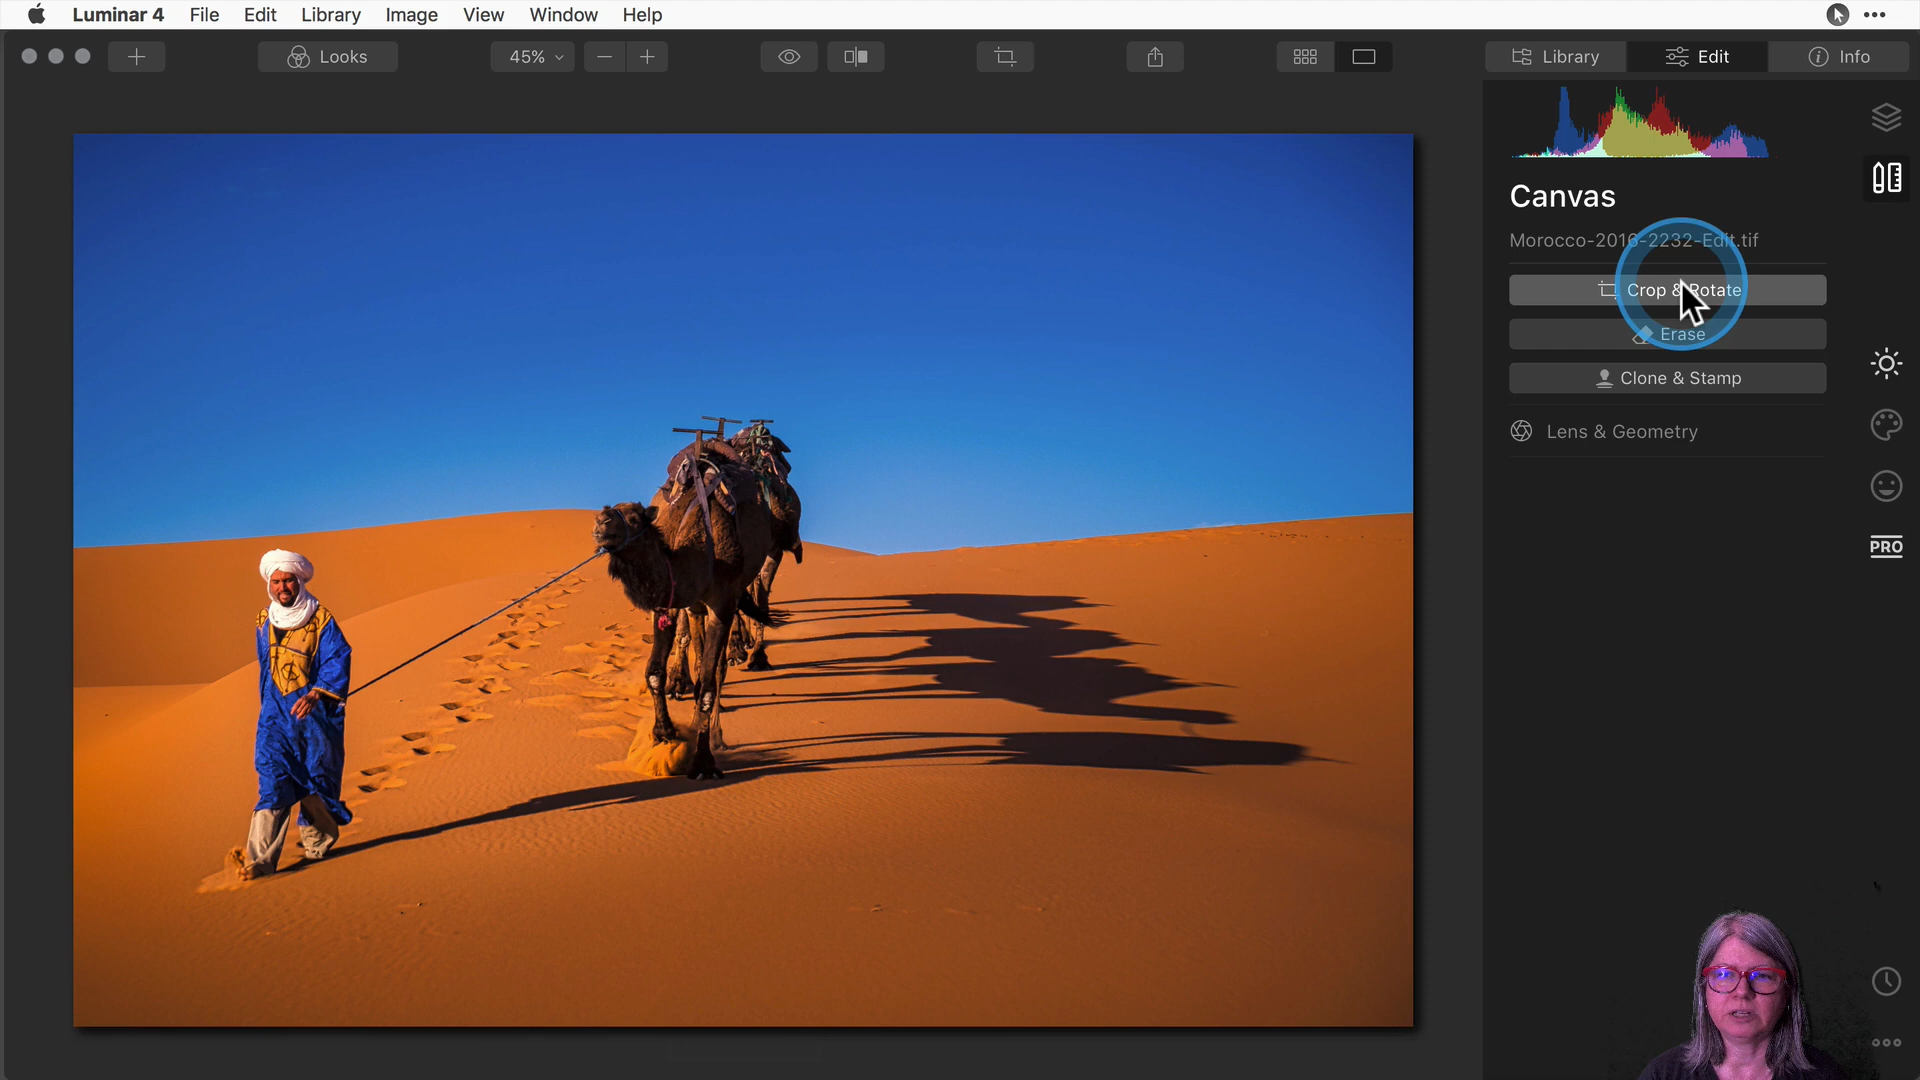 Luminar 4 File Edit Library Image View Window Help
Looks 45% Library Edit Info
Canvas
Morocco-2016-2232-Edit.tif
Crop & Rotate
Erase
Clone & Stamp
Lens & Geometry
PRO